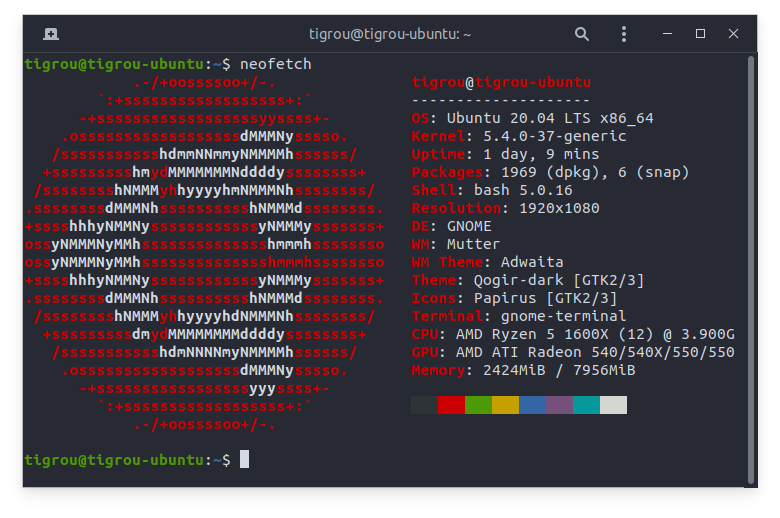 tigrou@tigrou-ubuntu: ~
tigrou@tigrou-ubuntu:~$ neofetch
.-/+oossssoo+/-. tigrou@tigrou-ubuntu
`:+ssssssssssssssssss+:` --------------------
-+ssssssssssssssssssyyssss+- OS: Ubuntu 20.04 LTS x86_64
.ossssssssssssssssssdMMMNysssso. Kernel: 5.4.0-37-generic
/ssssssssssshdmmNNmmyNMMMMhssssss/ Uptime: 1 day, 9 mins
+ssssssssshmydMMMMMMMNddddyssssssss+ Packages: 1969 (dpkg), 6 (snap)
/sssssssshNMMMyhhyyyyhmNMMMNhssssssss/ Shell: bash 5.0.16
.ssssssssdMMMNhsssssssssshNMMMdssssssss. Resolution: 1920x1080
+sssshhhyNMMNyssssssssssssyNMMMysssssss+ DE: GNOME
ossyNMMMNyMMhsssssssssssssshmmmhssssssso WM: Mutter
ossyNMMMNyMMhsssssssssssssshmmmhssssssso WM Theme: Adwaita
+sssshhhyNMMNyssssssssssssyNMMMysssssss+ Theme: Qogir-dark [GTK2/3]
.ssssssssdMMMNhsssssssssshNMMMdssssssss. Icons: Papirus [GTK2/3]
/sssssssshNMMMyhhyyyyhdNMMMNhssssssss/ Terminal: gnome-terminal
+sssssssssdmydMMMMMMMMddddyssssssss+ CPU: AMD Ryzen 5 1600X (12) @ 3.900G
/ssssssssssshdmNNNNmyNMMMMhssssss/ GPU: AMD ATI Radeon 540/540X/550/550
.ossssssssssssssssssdMMMNysssso. Memory: 2424MiB / 7956MiB
-+sssssssssssssssssyyyssss+-
`:+ssssssssssssssssss+:`
.-/+oossssoo+/-.
tigrou@tigrou-ubuntu:~$